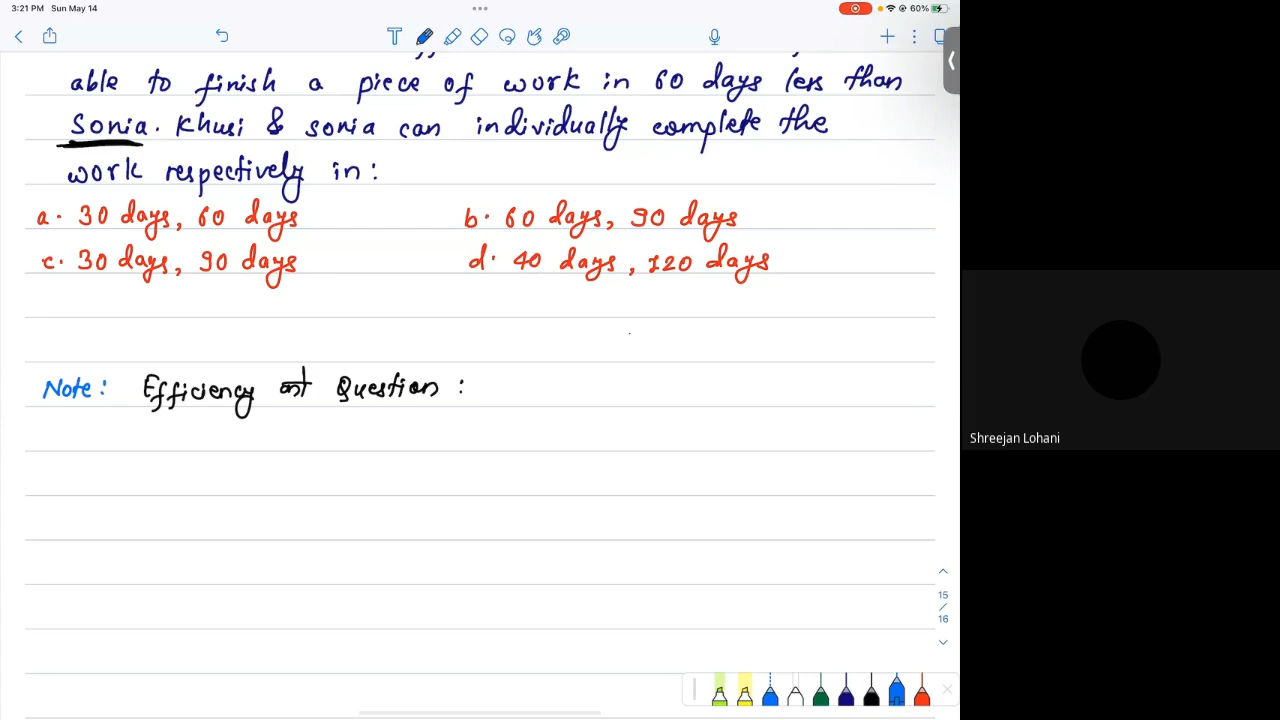 3:21 PM Sun May 14
60%
able to finish a piece of work in 60 days less than
Sonia. Khusi & sonia can individually complete the
work respectively in:
a. 30 days, 60 days b. 60 days, 90 days
c. 30 days, 90 days d. 40 days, 120 days
Note: Efficiency Question:
Shreejan Lohani
15
/
16